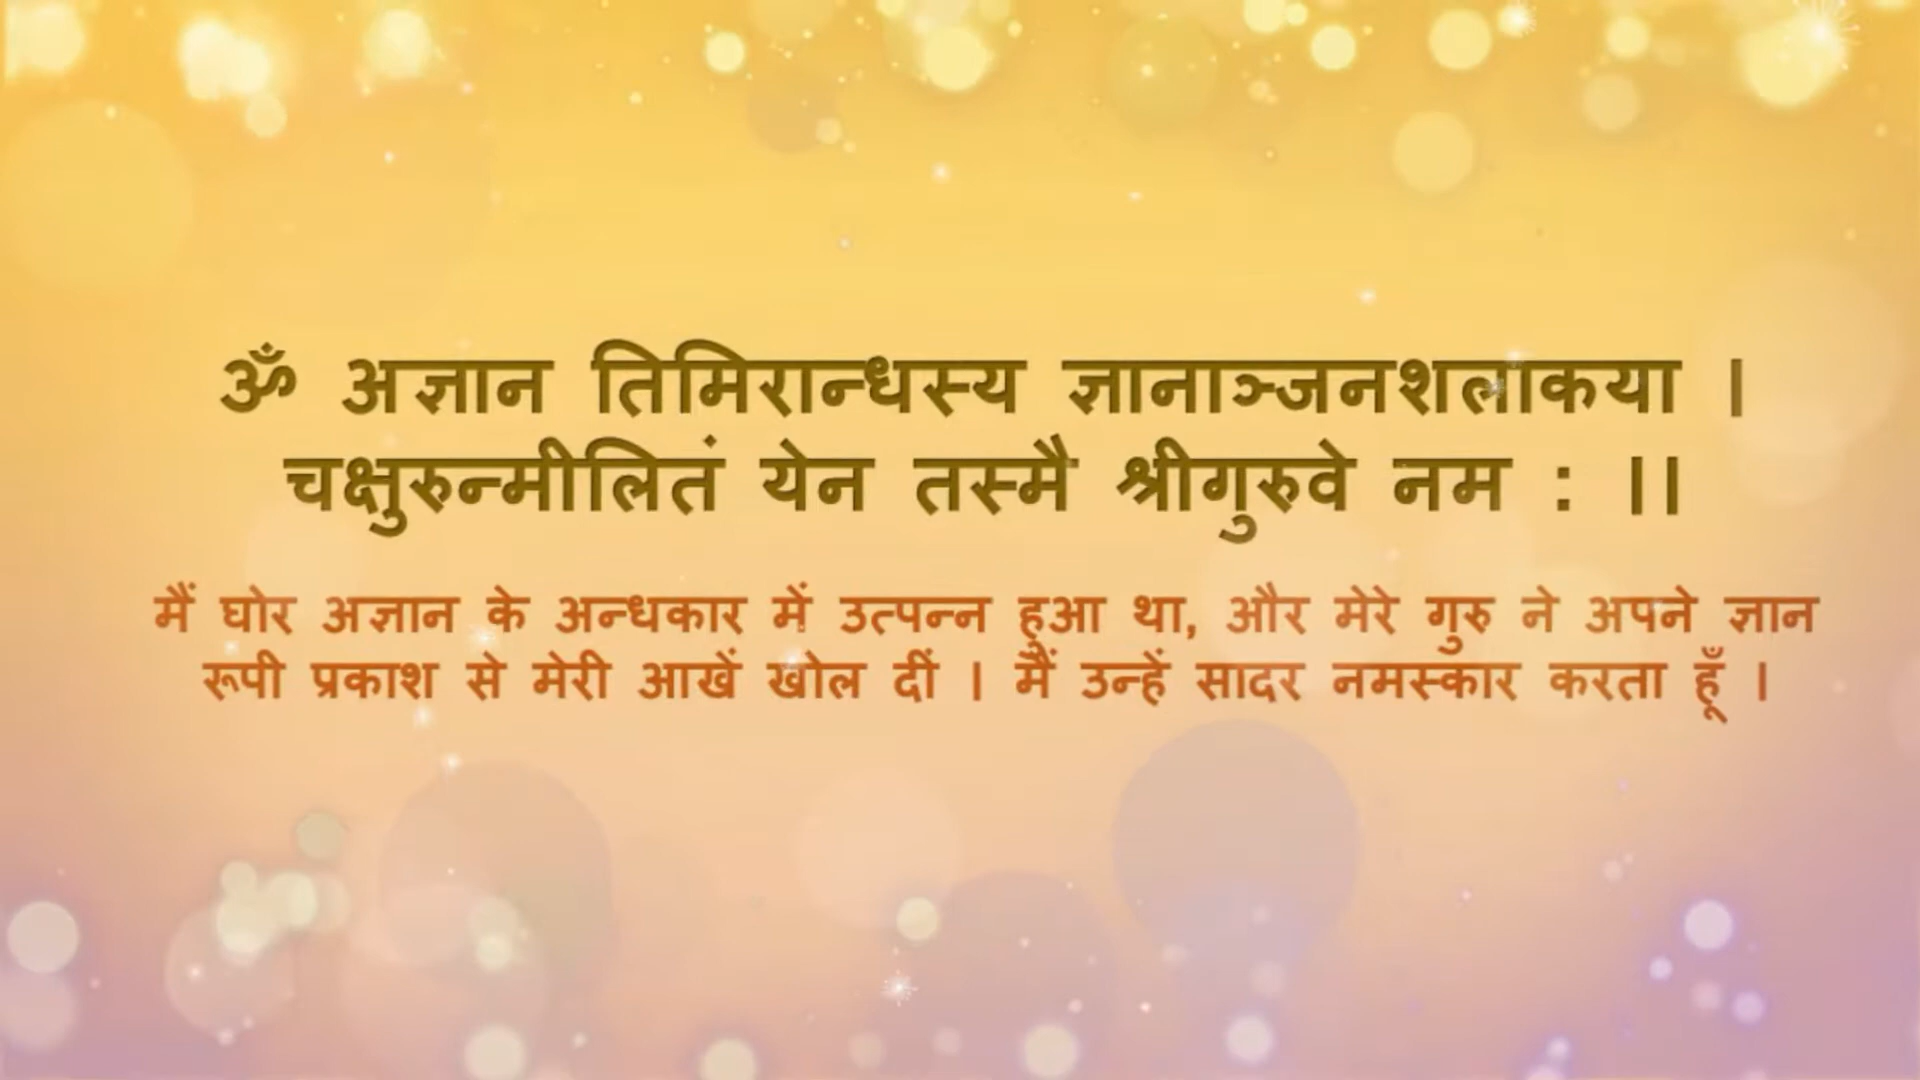 ॐ अज्ञान तिमिरान्धस्य ज्ञानाञ्जनशलाकया |
चक्षुरुन्मीलितं येन तस्मै श्रीगुरुवे नम : ||
मैं घोर अज्ञान के अन्धकार में उत्पन्न हुआ था, और मेरे गुरु ने अपने ज्ञान
रूपी प्रकाश से मेरी आखें खोल दीं | मैं उन्हें सादर नमस्कार करता हूँ |